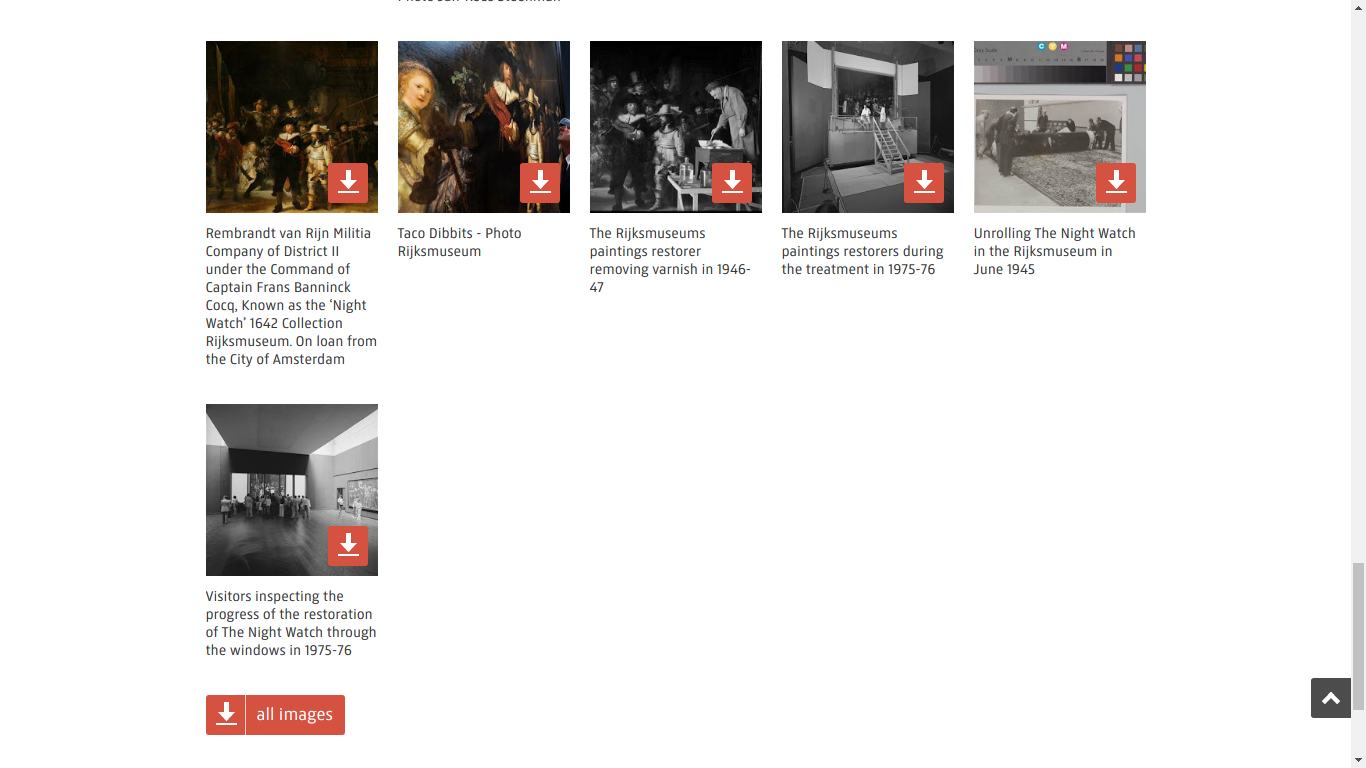 Rembrandt van Rijn Militia
Company of District II
under the Command of
Captain Frans Banninck
Cocq, Known as the ‘Night
Watch’ 1642 Collection
Rijksmuseum. On loan from
the City of Amsterdam
Taco Dibbits - Photo
Rijksmuseum
The Rijksmuseums
paintings restorer
removing varnish in 1946-
47
The Rijksmuseums
paintings restorers during
the treatment in 1975-76
C Y M
Unrolling The Night Watch
in the Rijksmuseum in
June 1945
Visitors inspecting the
progress of the restoration
of The Night Watch through
the windows in 1975-76
all images